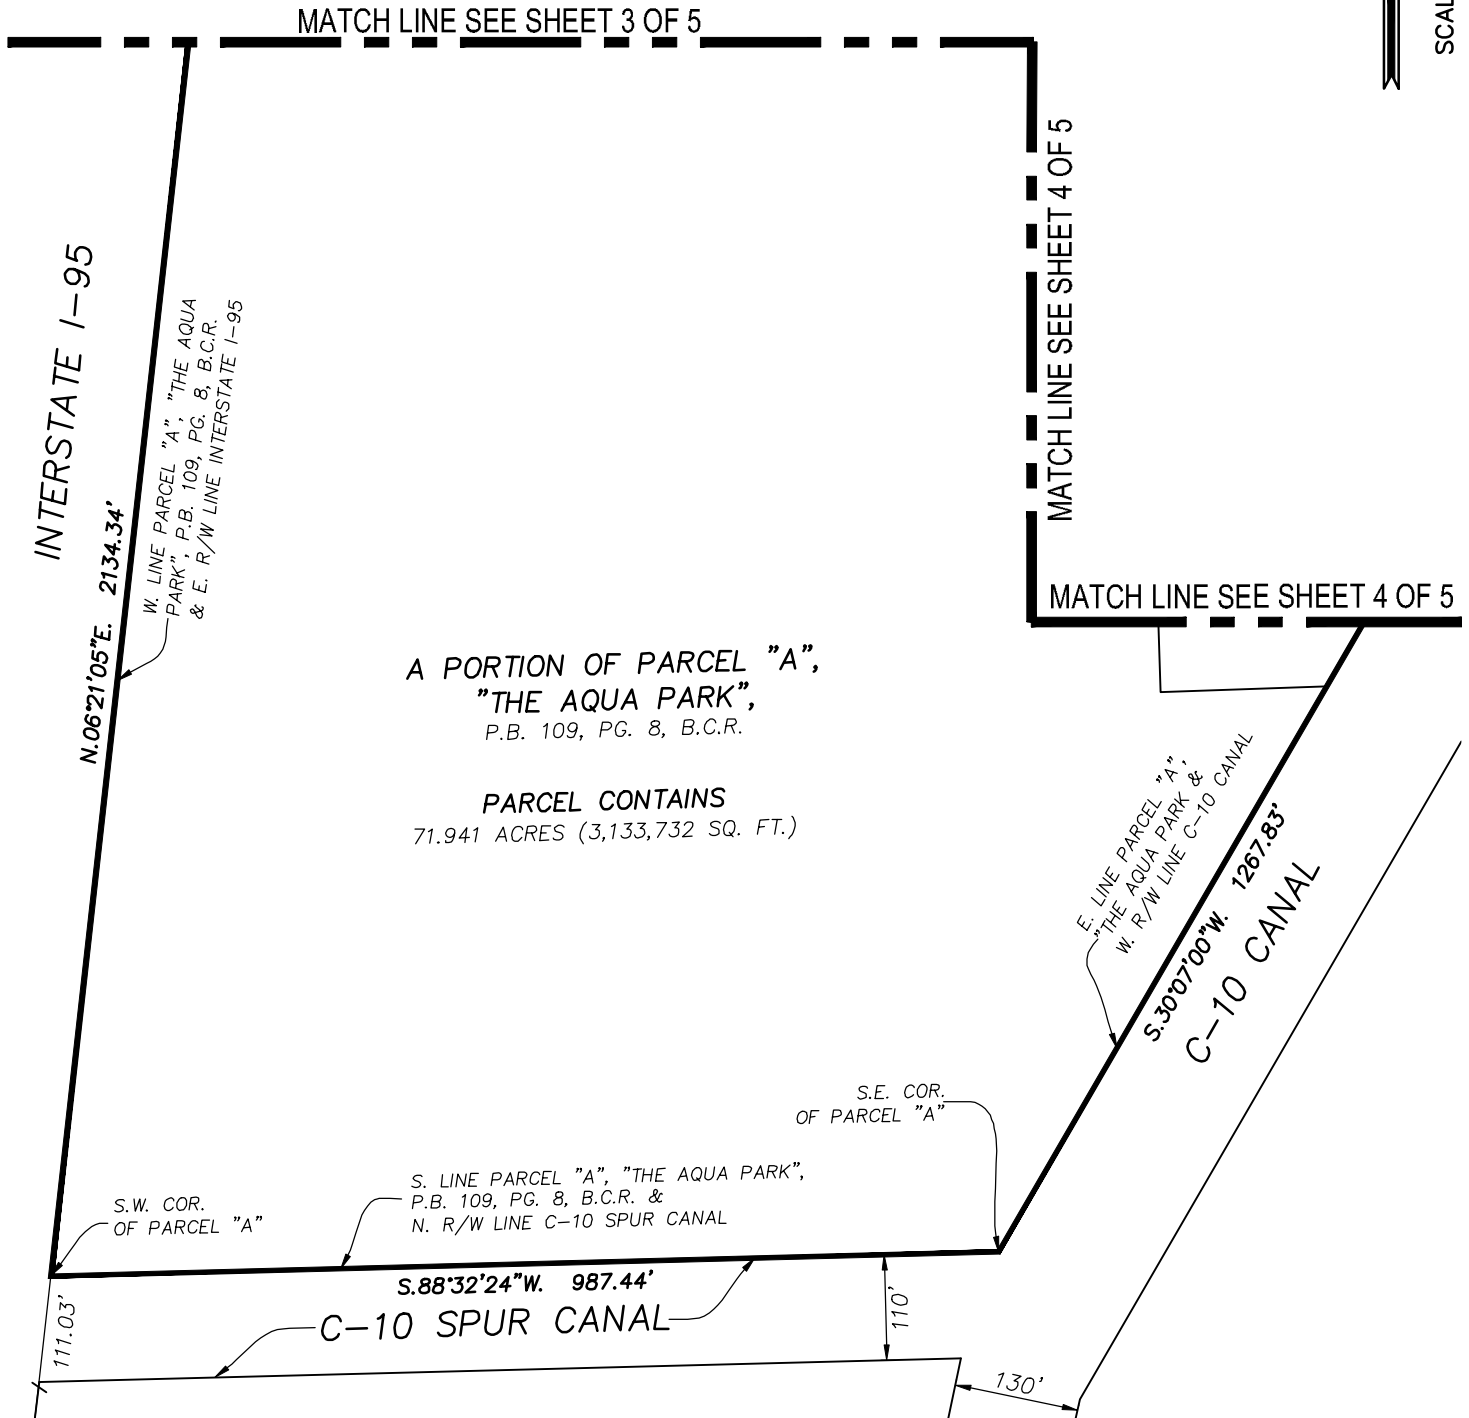 MATCH LINE SEE SHEET 3 OF 5
SCAL
MATCH LINE SEE SHEET 4 OF 5
INTERSTATE I-95
W. LINE PARCEL "A", "THE AQUA
PARK", P.B. 109, PG. 8, B.C.R.
& E. R/W LINE INTERSTATE I-95
N.06°21'05"E. 2134.34'
MATCH LINE SEE SHEET 4 OF 5
A PORTION OF PARCEL "A",
"THE AQUA PARK",
P.B. 109, PG. 8, B.C.R.
PARCEL CONTAINS
71.941 ACRES (3,133,732 SQ. FT.)
E. LINE PARCEL "A",
"THE AQUA PARK &
W. R/W LINE C-10 CANAL
S.30°07'00"W. 1267.83'
C-10 CANAL
S.E. COR.
OF PARCEL "A"
S. LINE PARCEL "A", "THE AQUA PARK",
P.B. 109, PG. 8, B.C.R. &
N. R/W LINE C-10 SPUR CANAL
S.W. COR.
OF PARCEL "A"
S.88°32'24"W. 987.44'
C-10 SPUR CANAL
111.03'
110'
130'